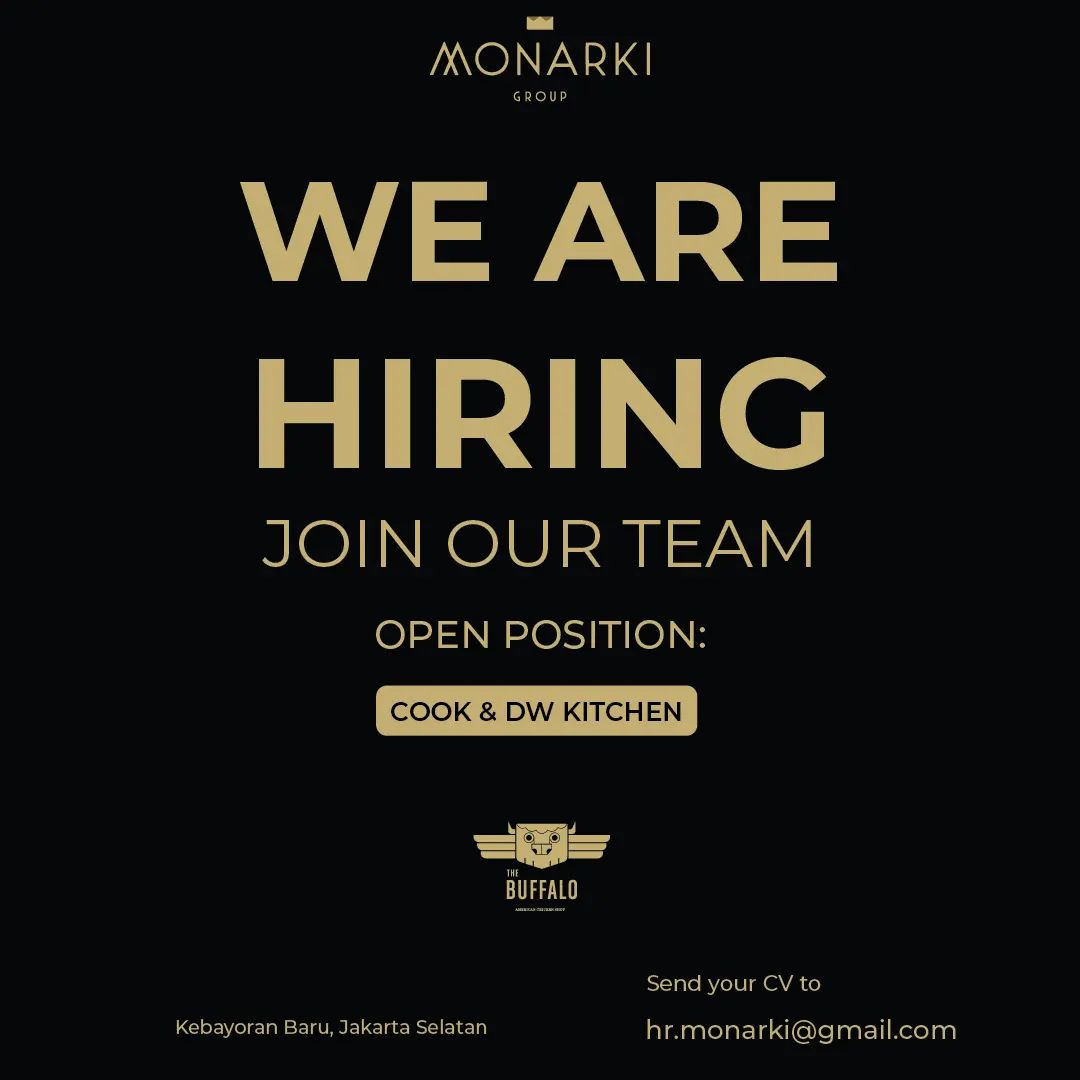 MONARKI
GROUP
WE ARE
HIRING
JOIN OUR TEAM
OPEN POSITION:
COOK & DW KITCHEN
THE
BUFFALO
Send your CV to
Kebayoran Baru, Jakarta Selatan
hr.monarki@gmail.com